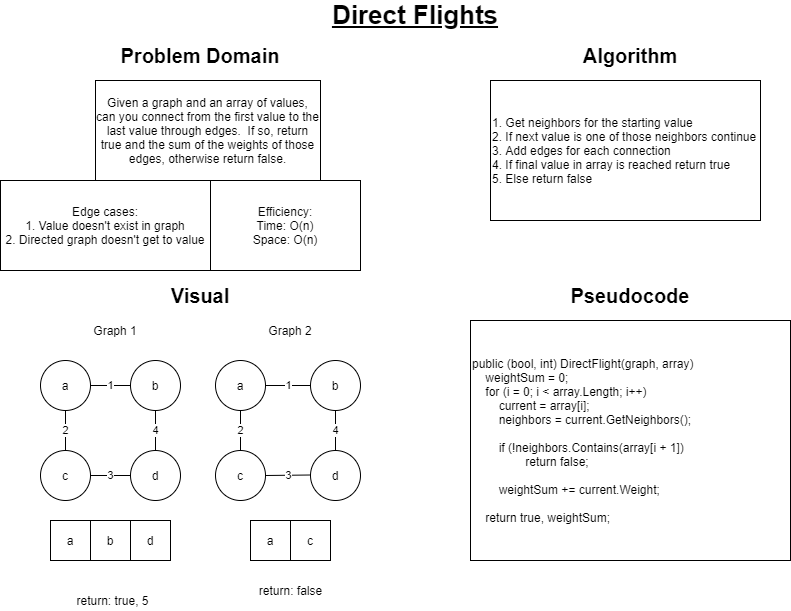 Direct Flights
Problem Domain
Given a graph and an array of values,
can you connect from the first value to the
last value through edges. If so, return
true and the sum of the weights of those
edges, otherwise return false.
Edge cases:
1. Value doesn't exist in graph
2. Directed graph doesn't get to value
Efficiency:
Time: O(n)
Space: O(n)
Algorithm
1. Get neighbors for the starting value
2. If next value is one of those neighbors continue
3. Add edges for each connection
4. If final value in array is reached return true
5. Else return false
Visual
Graph 1
a 1 b
2 4
c 3 d
a b d
return: true, 5
Graph 2
a 1 b
2 4
c 3 d
a c
return: false
Pseudocode
public (bool, int) DirectFlight(graph, array)
weightSum = 0;
for (i = 0; i < array.Length; i++)
current = array[i];
neighbors = current.GetNeighbors();
if (!neighbors.Contains(array[i + 1])
return false;
weightSum += current.Weight;
return true, weightSum;